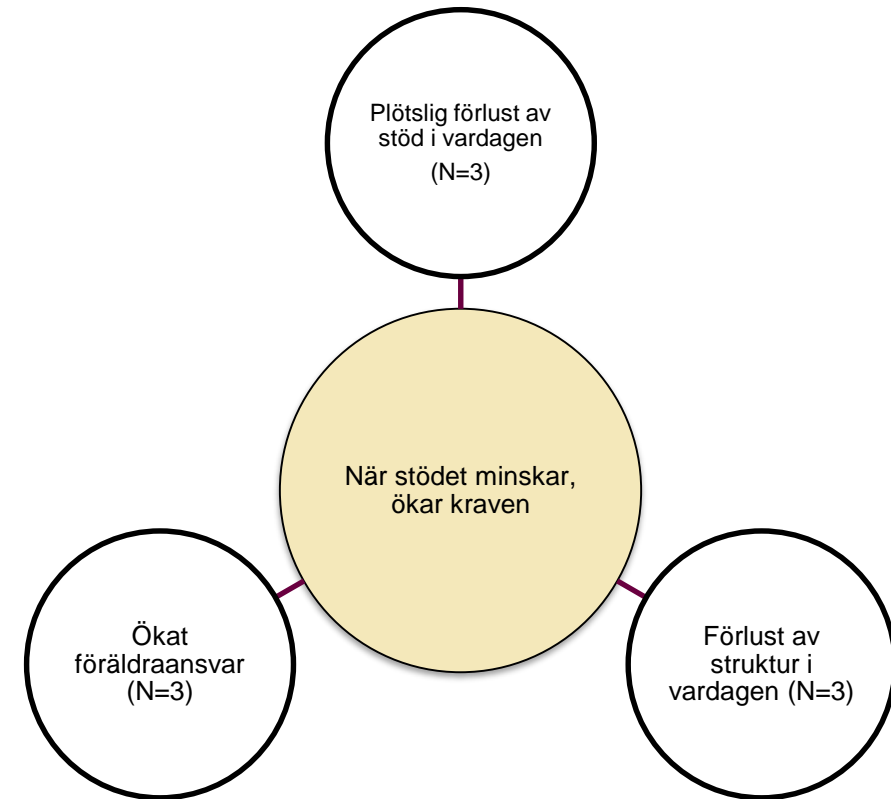 Plötslig förlust av
stöd i vardagen
(N=3)
När stödet minskar,
ökar kraven
Ökat
föräldraansvar
(N=3)
Förlust av
struktur i
vardagen (N=3)